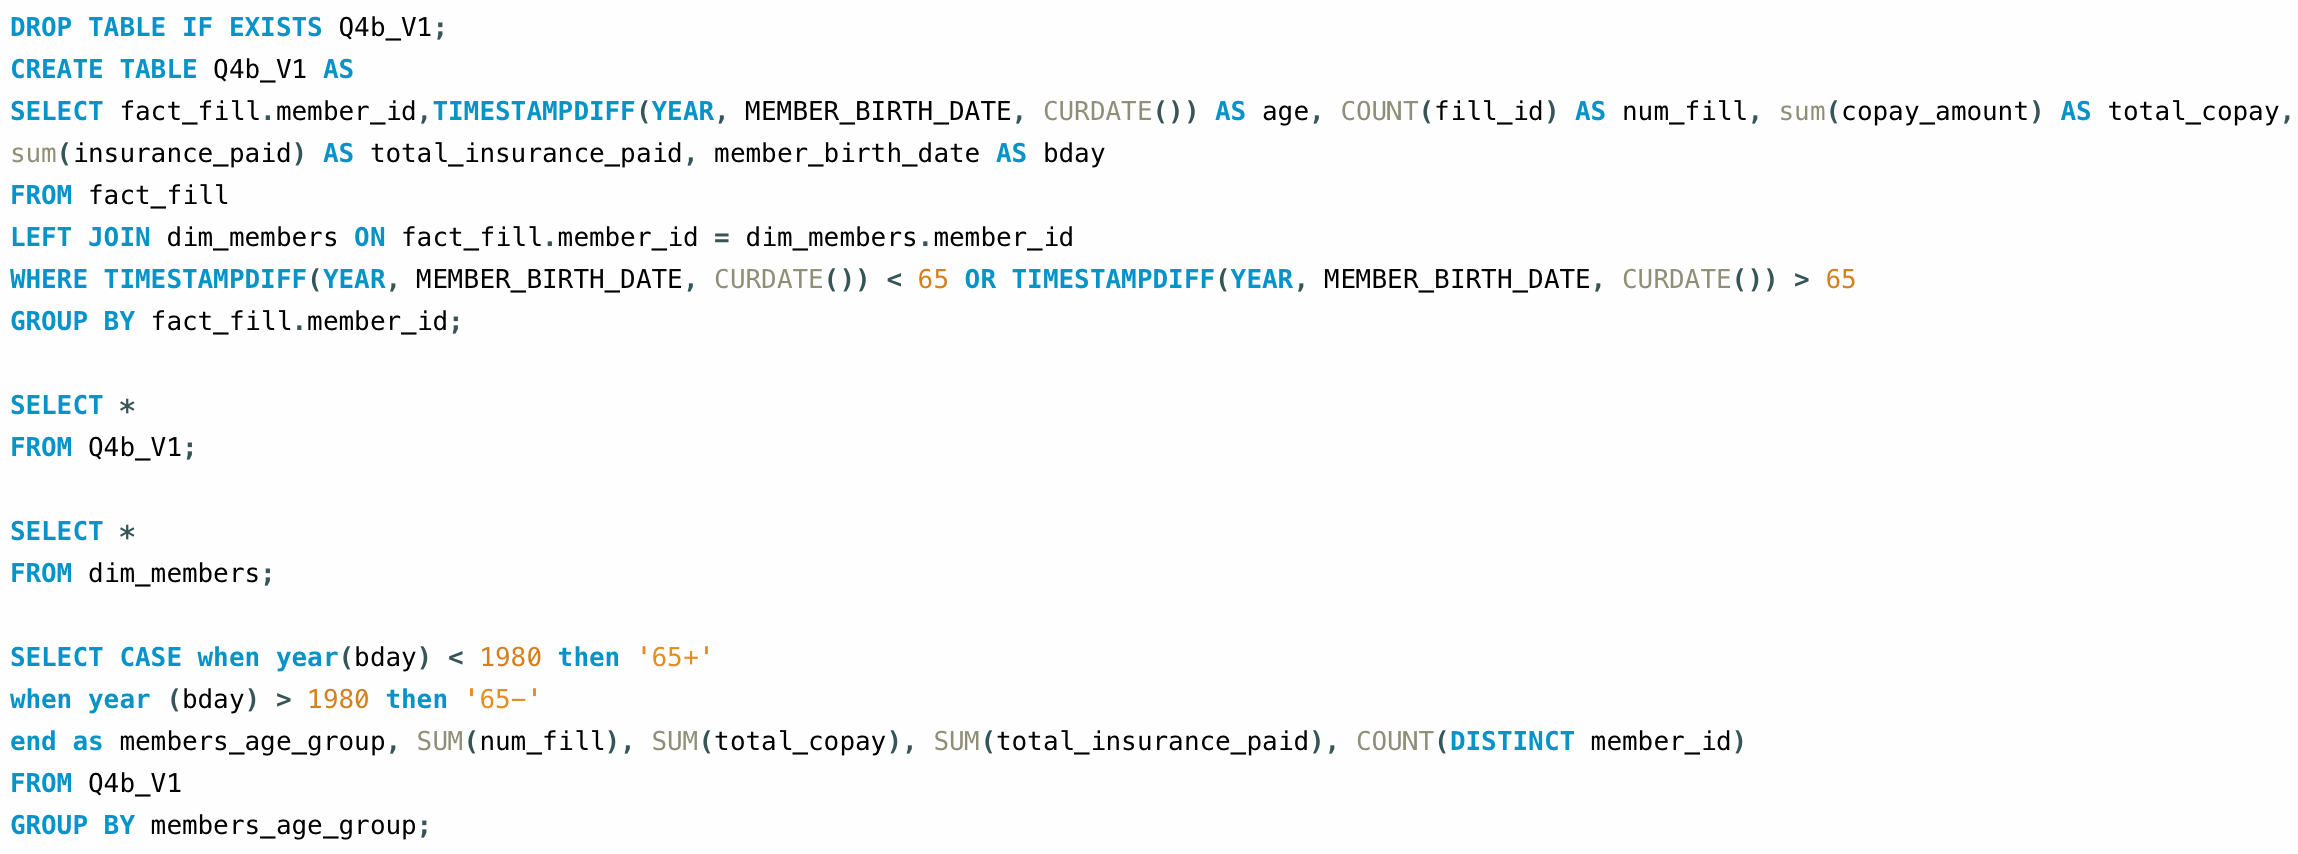 DROP TABLE IF EXISTS Q4b_V1;
CREATE TABLE Q4b_V1 AS
SELECT fact_fill.member_id,TIMESTAMPDIFF(YEAR, MEMBER_BIRTH_DATE, CURDATE()) AS age, COUNT(fill_id) AS num_fill, sum(copay_amount) AS total_copay,
sum(insurance_paid) AS total_insurance_paid, member_birth_date AS bday
FROM fact_fill
LEFT JOIN dim_members ON fact_fill.member_id = dim_members.member_id
WHERE TIMESTAMPDIFF(YEAR, MEMBER_BIRTH_DATE, CURDATE()) < 65 OR TIMESTAMPDIFF(YEAR, MEMBER_BIRTH_DATE, CURDATE()) > 65
GROUP BY fact_fill.member_id;
SELECT *
FROM Q4b_V1;
SELECT *
FROM dim_members;
SELECT CASE when year(bday) < 1980 then '65+'
when year (bday) > 1980 then '65-'
end as members_age_group, SUM(num_fill), SUM(total_copay), SUM(total_insurance_paid), COUNT(DISTINCT member_id)
FROM Q4b_V1
GROUP BY members_age_group;